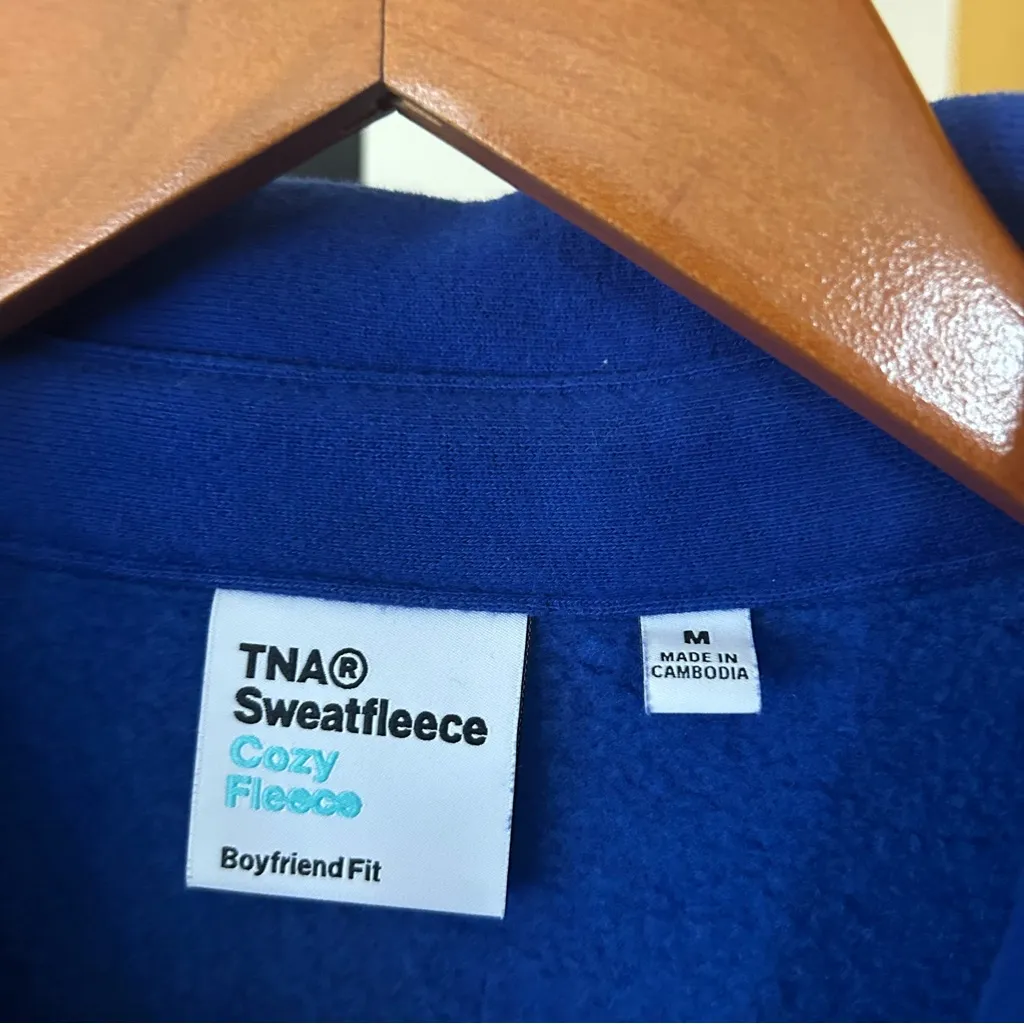 TNA®
Sweatfleece
Cozy
Fleece
Boyfriend Fit
M
MADE IN
CAMBODIA